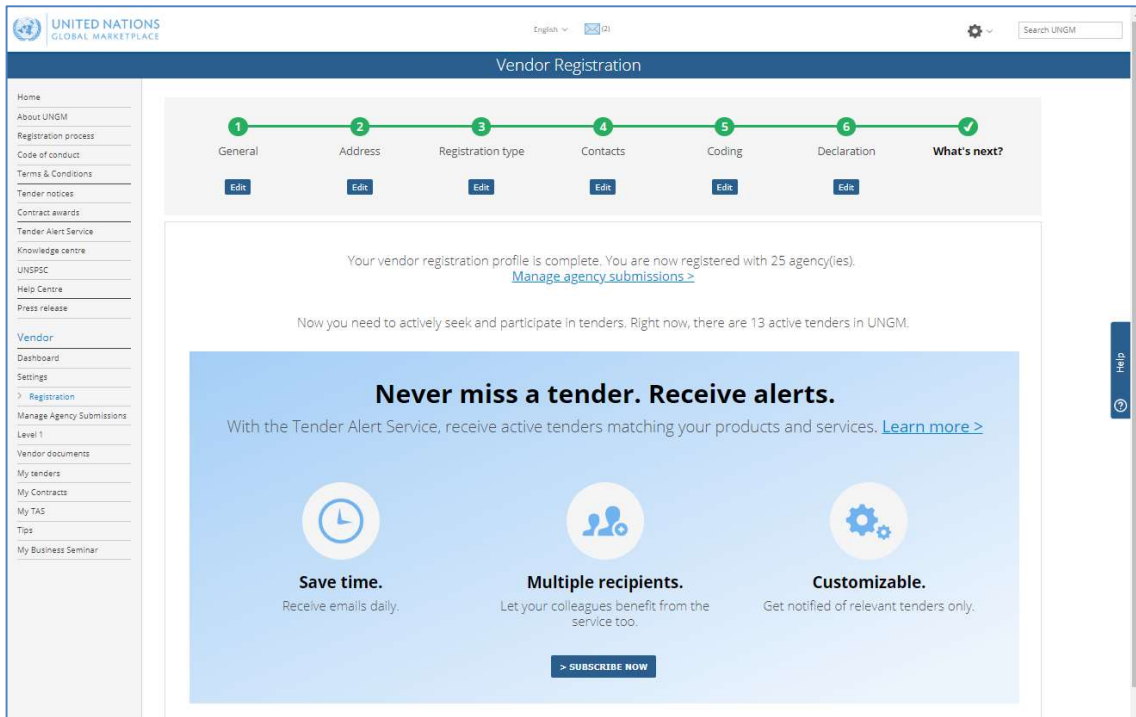 UNITED NATIONS
GLOBAL MARKETPLACE
English
(2)
Search UNGM
Vendor Registration
Home
About UNGM
Registration process
Code of conduct
Terms & Conditions
Tender notices
Contract awards
Tender Alert Service
Knowledge centre
UNSPSC
Help Centre
Press release
Vendor
Dashboard
Settings
> Registration
Manage Agency Submissions
Level 1
Vendor documents
My tenders
My Contracts
My TAS
Tips
My Business Seminar
1 2 3 4 5 6
General Address Registration type Contacts Coding Declaration What's next?
Edit Edit Edit Edit Edit Edit
Your vendor registration profile is complete. You are now registered with 25 agency(ies).
Manage agency submissions >
Now you need to actively seek and participate in tenders. Right now, there are 13 active tenders in UNGM.
Never miss a tender. Receive alerts.
With the Tender Alert Service, receive active tenders matching your products and services. Learn more >
Save time.
Receive emails daily.
Multiple recipients.
Let your colleagues benefit from the
service too.
Customizable.
Get notified of relevant tenders only.
> SUBSCRIBE NOW
? Help